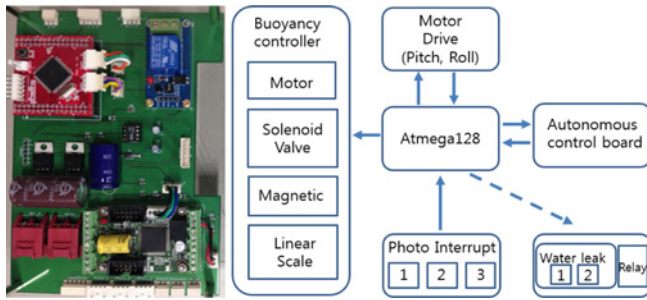 Buoyancy
controller
Motor
Solenoid
Valve
Magnetic
Linear
Scale
Motor
Drive
(Pitch, Roll)
Atmega128
Autonomous
control board
Photo Interrupt
1 2 3
Water leak
1 2
Relay